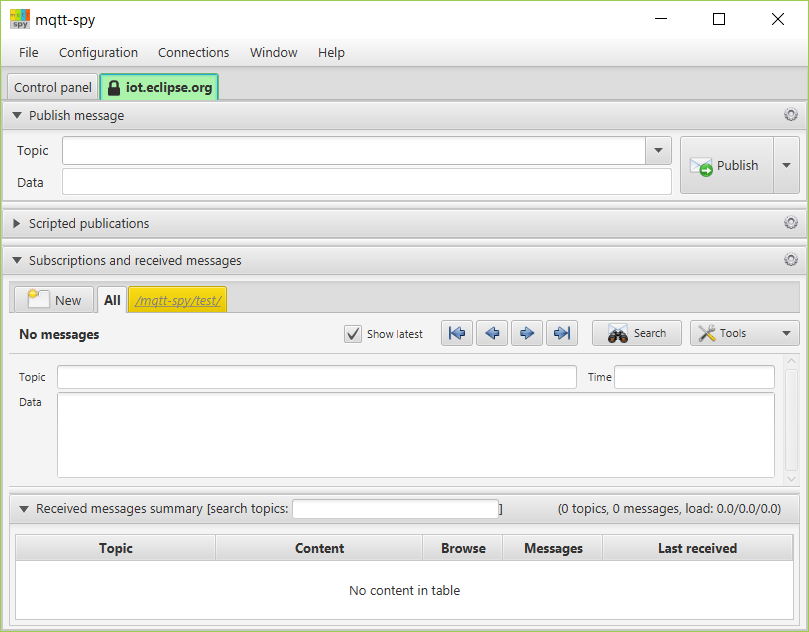 mqtt spy mqtt-spy
File Configuration Connections Window Help
Control panel iot.eclipse.org
Publish message
Topic
Publish
Data
Scripted publications
Subscriptions and received messages
New All /mqtt-spy/test/
No messages Show latest Search Tools
Topic Time
Data
Received messages summary [search topics: ] (0 topics, 0 messages, load: 0.0/0.0/0.0)
Topic Content Browse Messages Last received
No content in table